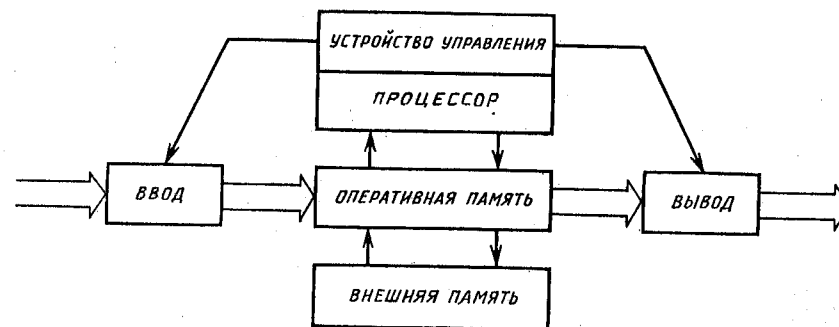 УСТРОЙСТВО УПРАВЛЕНИЯ
ПРОЦЕССОР
ВВОД
ОПЕРАТИВНАЯ ПАМЯТЬ
ВЫВОД
ВНЕШНЯЯ ПАМЯТЬ